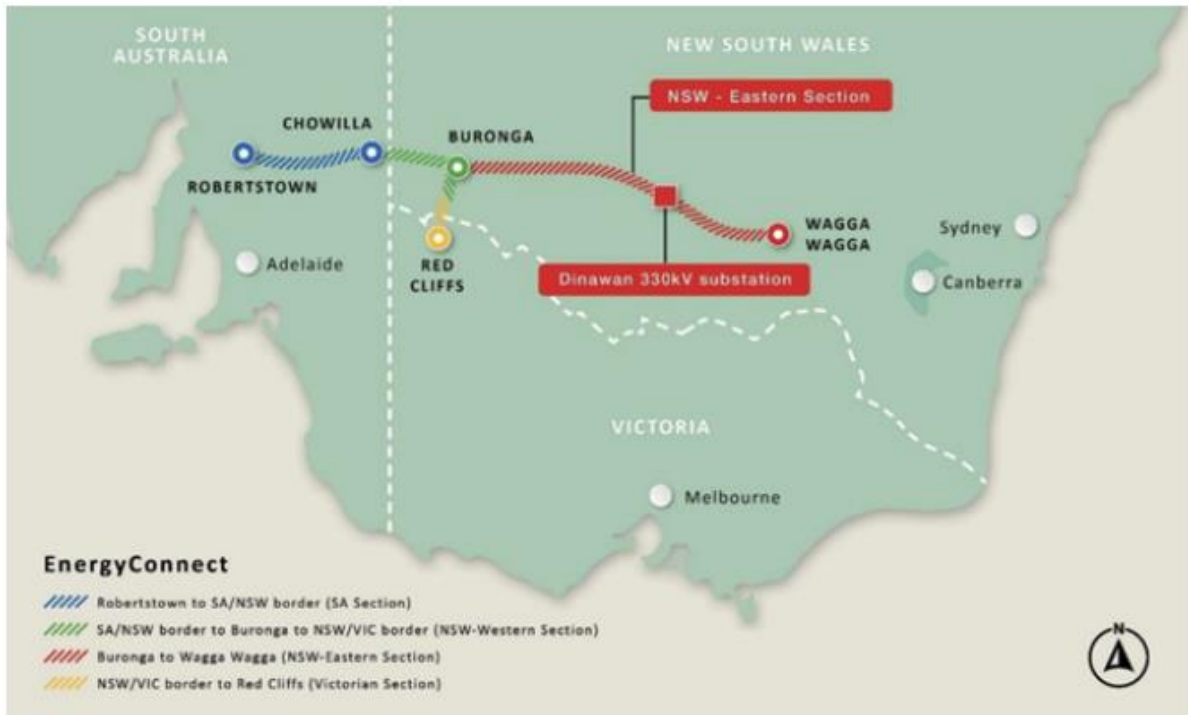 SOUTH
AUSTRALIA
NEW SOUTH WALES
NSW - Eastern Section
CHOWILLA
BURONGA
ROBERTSTOWN
WAGGA
WAGGA
Sydney
Adelaide
RED
CLIFFS
Dinawan 330kV substation
Canberra
VICTORIA
Melbourne
EnergyConnect
Robertstown to SA/NSW border (SA Section)
SA/NSW border to Buronga to NSW/VIC border (NSW-Western Section)
Buronga to Wagga Wagga (NSW-Eastern Section)
NSW/VIC border to Red Cliffs (Victorian Section)
N